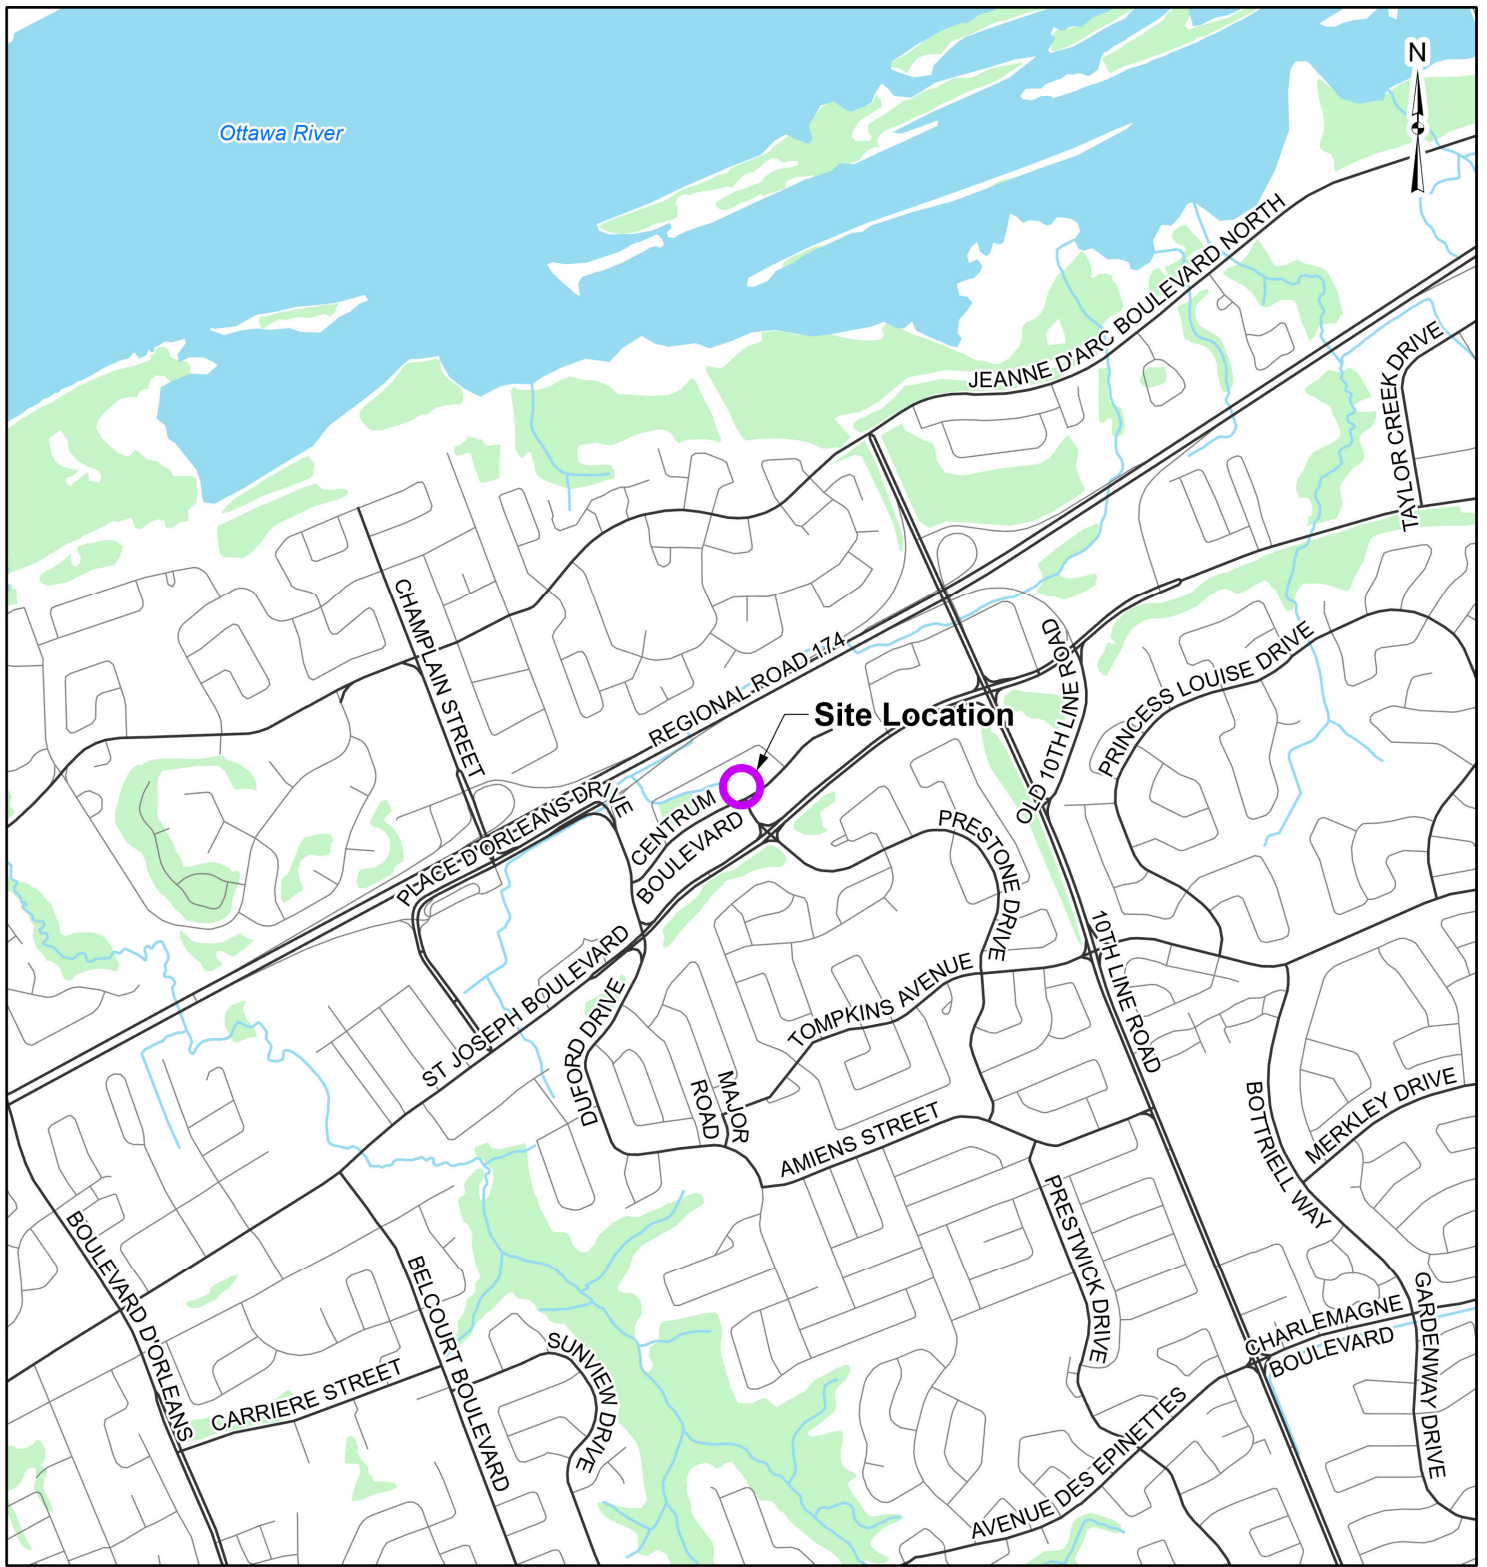 N
Ottawa River
JEANNE D'ARC BOULEVARD NORTH
TAYLOR CREEK DRIVE
CHAMPLAIN STREET
REGIONAL ROAD 174
OLD 10TH LINE ROAD
PRINCESS LOUISE DRIVE
Site Location
PLACE D'ORLEANS DRIVE
CENTRUM
BOULEVARD
PRESTONE DRIVE
ST JOSEPH BOULEVARD
TOMPKINS AVENUE
10TH LINE ROAD
DUFORD DRIVE
MAJOR
ROAD
AMIENS STREET
BOTTRIELL WAY
MERKLEY DRIVE
BOULEVARD D'ORLEANS
BELCOURT BOULEVARD
PRESTWICK DRIVE
CHARLEMAGNE
BOULEVARD
GARDENWAY DRIVE
SUNVIEW DRIVE
CARRIERE STREET
AVENUE DES EPINETTES